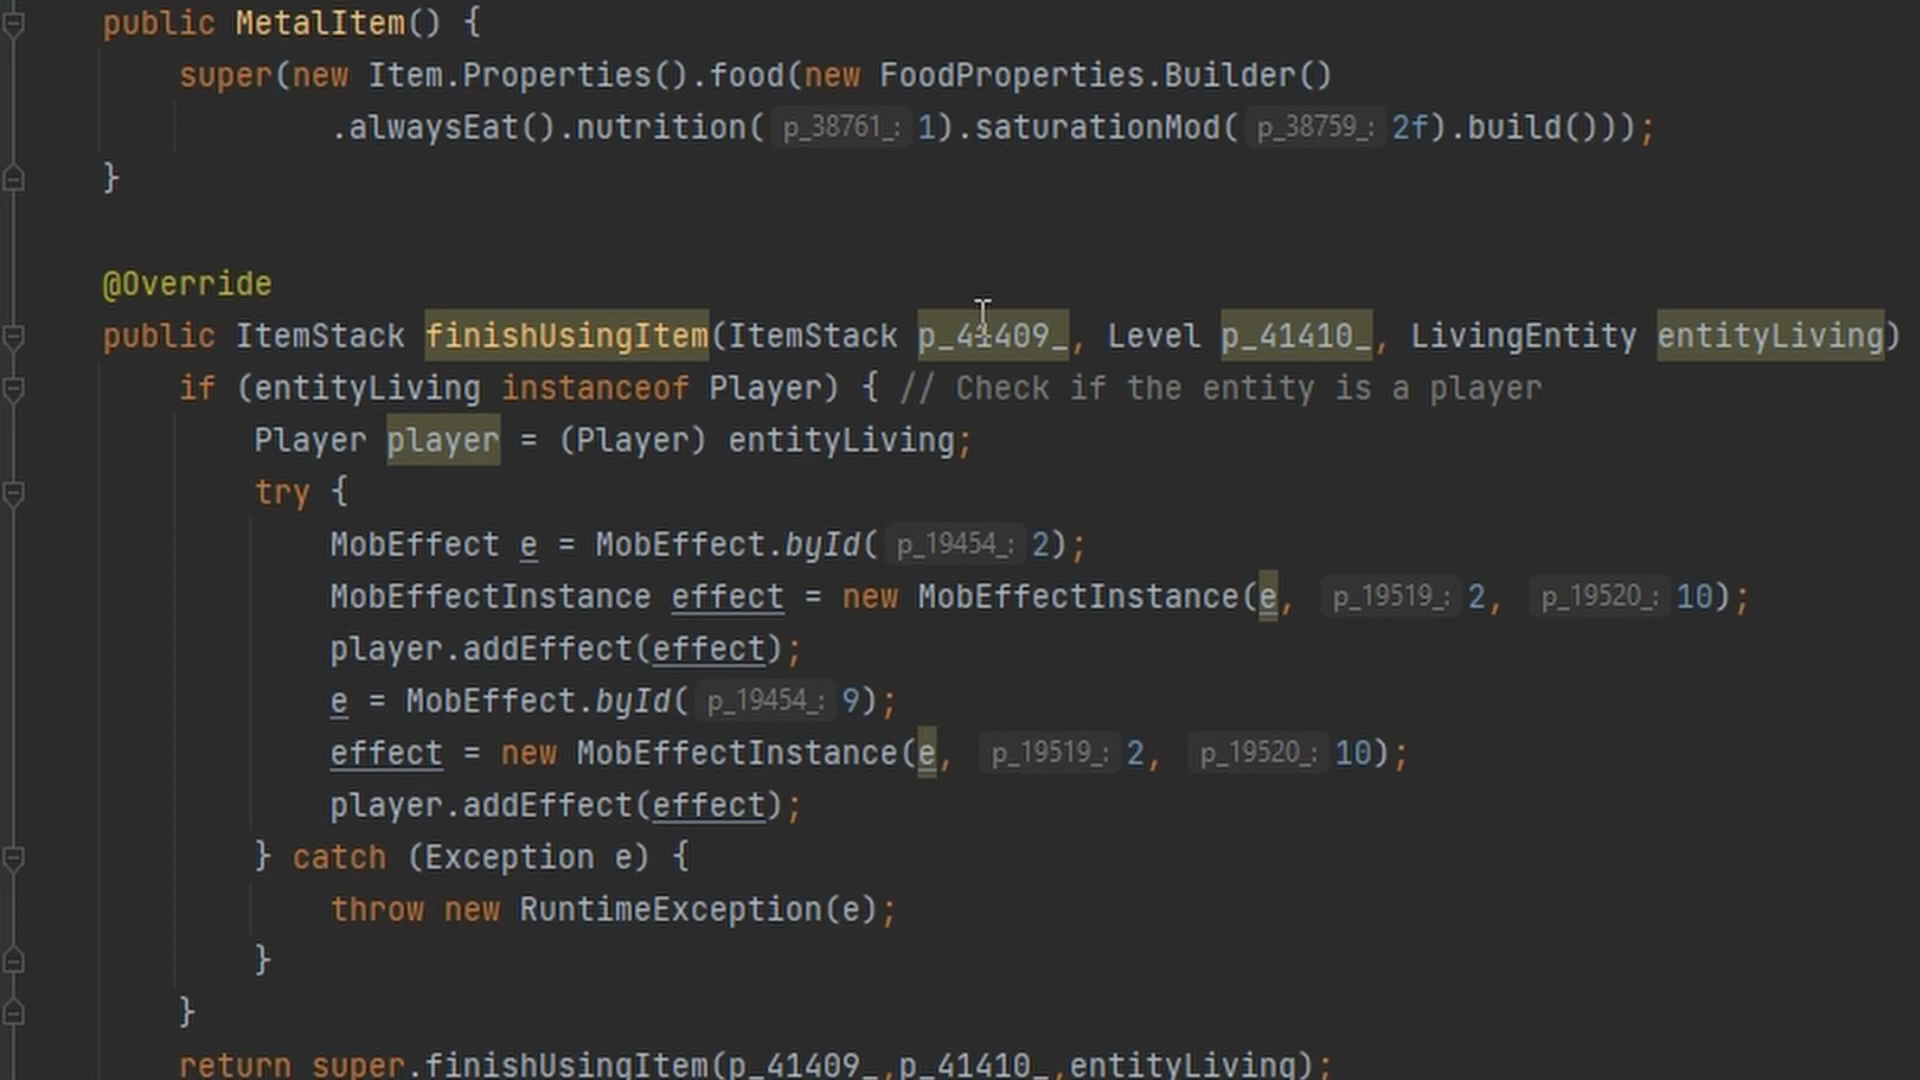 public MetalItem() {
super(new Item.Properties().food(new FoodProperties.Builder()
.alwaysEat().nutrition( p_38761_: 1).saturationMod( p_38759_: 2f).build()));
}
@Override
public ItemStack finishUsingItem(ItemStack p_41409_, Level p_41410_, LivingEntity entityLiving)
if (entityLiving instanceof Player) { // Check if the entity is a player
Player player = (Player) entityLiving;
try {
MobEffect e = MobEffect.byId( p_19454_: 2);
MobEffectInstance effect = new MobEffectInstance(e, p_19519_: 2, p_19520_: 10);
player.addEffect(effect);
e = MobEffect.byId( p_19454_: 9);
effect = new MobEffectInstance(e, p_19519_: 2, p_19520_: 10);
player.addEffect(effect);
} catch (Exception e) {
throw new RuntimeException(e);
}
}
return super.finishUsingItem(p_41409_,p_41410_,entityLiving);